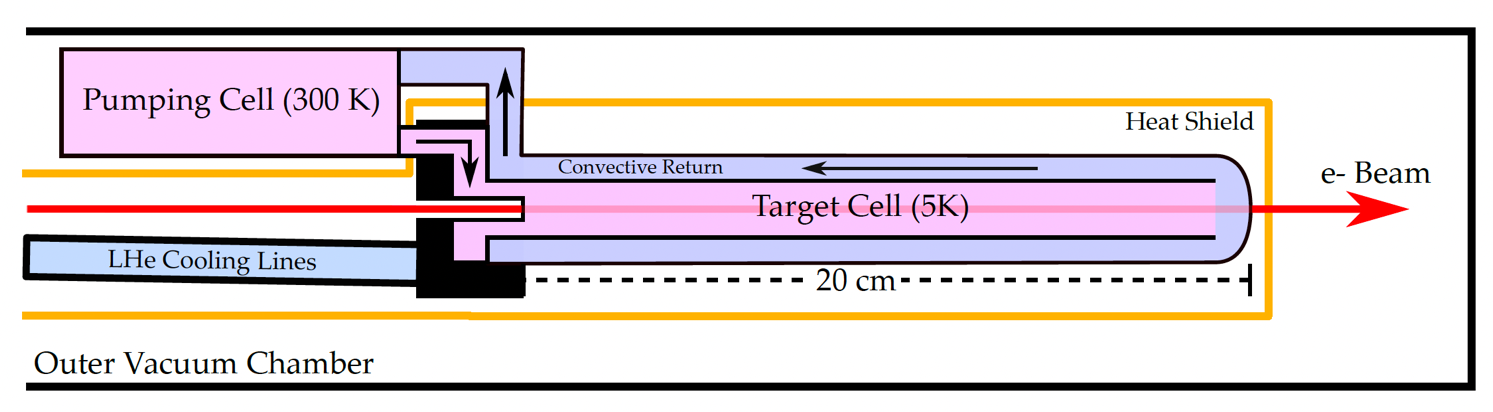 Pumping Cell (300 K)
Heat Shield
Convective Return
e- Beam
Target Cell (5K)
LHe Cooling Lines
20 cm
Outer Vacuum Chamber